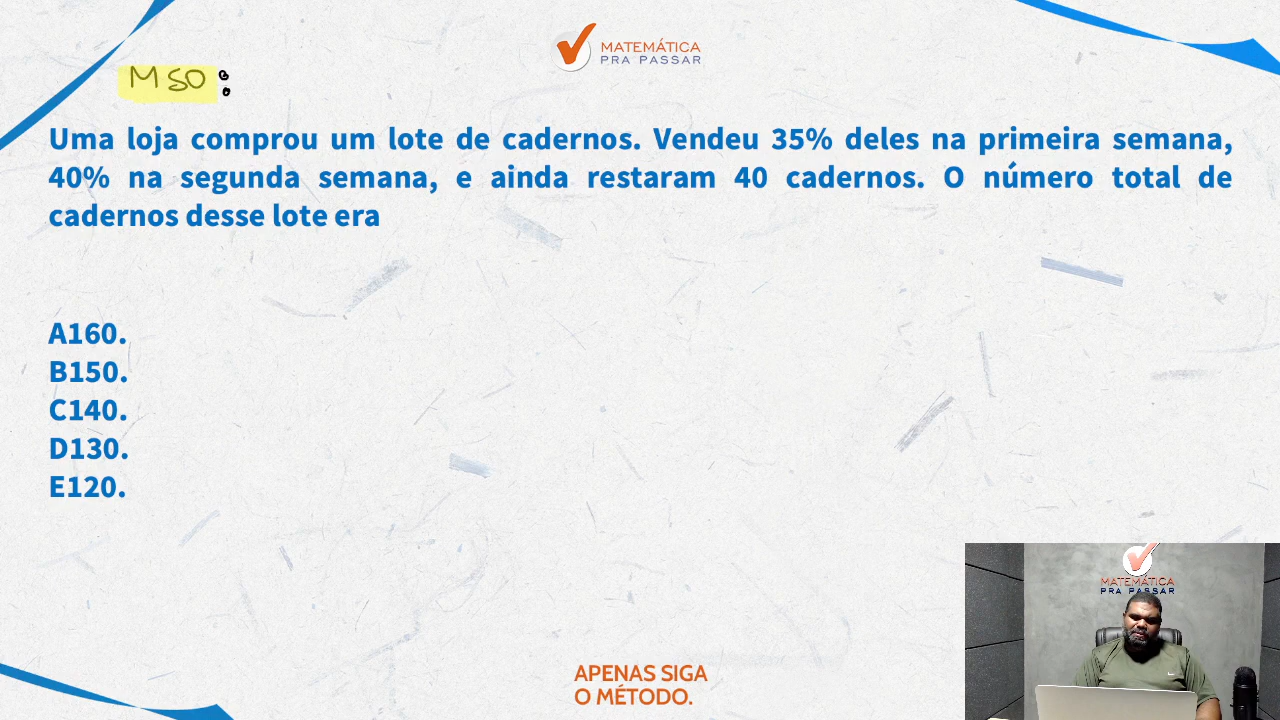 MATEMÁTICA
PRA PASSAR
M50:
Uma loja comprou um lote de cadernos. Vendeu 35% deles na primeira semana,
40% na segunda semana, e ainda restaram 40 cadernos. O número total de
cadernos desse lote era
A160.
B150.
C140.
D130.
E120.
MATEMÁTICA
PRA PASSAR
APENAS SIGA
O MÉTODO.